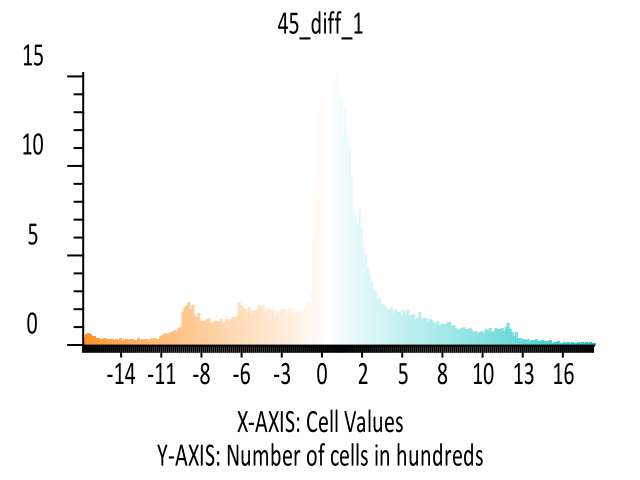 45_diff_1
15
10
5
0
-14 -11 -8 -6 -3 0 2 5 8 10 13 16
X-AXIS: Cell Values
Y-AXIS: Number of cells in hundreds